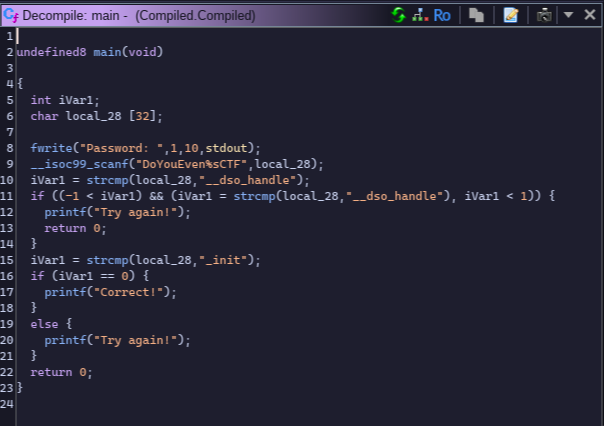 Decompile: main - (Compiled.Compiled)
Ro
1
2 undefined8 main(void)
3
4 {
5   int iVar1;
6   char local_28 [32];
7
8   fwrite("Password: ",1,10,stdout);
9   __isoc99_scanf("DoYouEven%sCTF",local_28);
10   iVar1 = strcmp(local_28,"__dso_handle");
11   if ((-1 < iVar1) && (iVar1 = strcmp(local_28,"__dso_handle"), iVar1 < 1)) {
12     printf("Try again!");
13     return 0;
14   }
15   iVar1 = strcmp(local_28,"_init");
16   if (iVar1 == 0) {
17     printf("Correct!");
18   }
19   else {
20     printf("Try again!");
21   }
22   return 0;
23 }
24